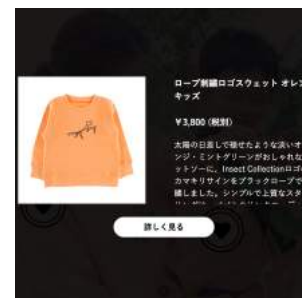 ロープ刺繍ロゴスウェット オレン
キッズ
¥3,800 (税別)
太陽の日差しで褪せたような淡いオ
ンジ・ミントグリーンがおしゃれな
ットソーに、Insect Collectionロゴ
カマキリサインをブラックロープで
繍しました。シンプルで上質なスタ
詳しく見る